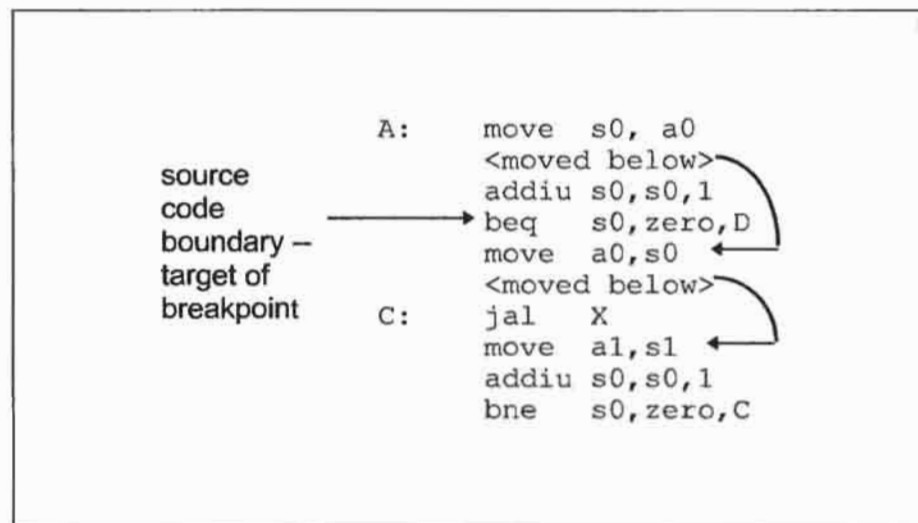 A: move s0, a0
<moved below>
source
addiu s0,s0,1
code
beq s0,zero,D
boundary –
move a0,s0
target of
<moved below>
breakpoint
C: jal X
move a1,s1
addiu s0,s0,1
bne s0,zero,C